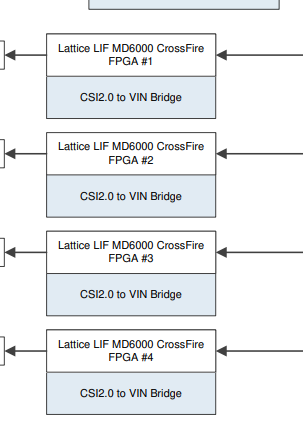 Lattice LIF MD6000 CrossFire
FPGA #1
CSI2.0 to VIN Bridge
Lattice LIF MD6000 CrossFire
FPGA #2
CSI2.0 to VIN Bridge
Lattice LIF MD6000 CrossFire
FPGA #3
CSI2.0 to VIN Bridge
Lattice LIF MD6000 CrossFire
FPGA #4
CSI2.0 to VIN Bridge